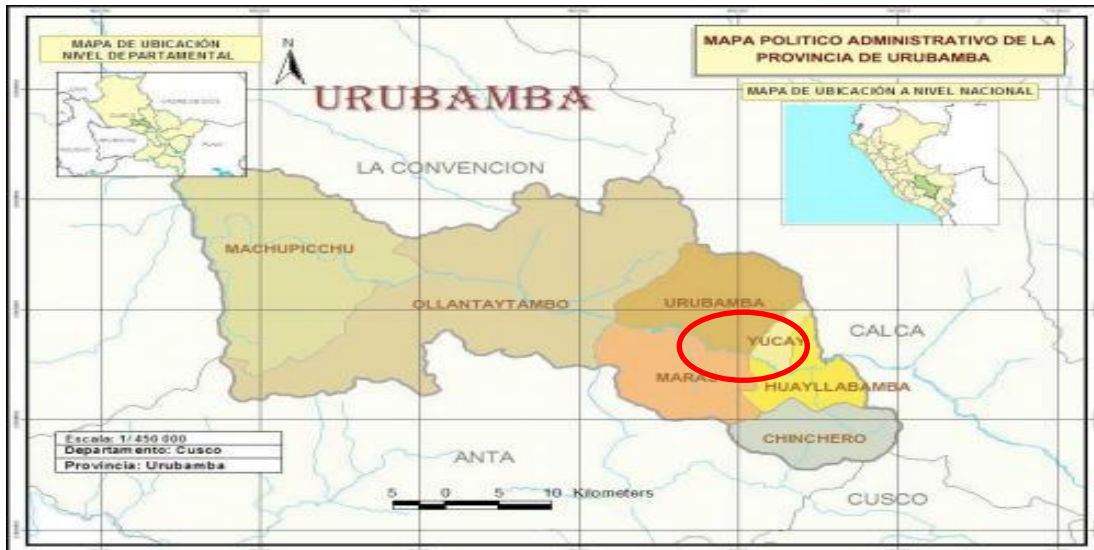 MAPA DE UBICACIÓN
NIVEL DEPARTAMENTAL
N
URUBAMBA
MAPA POLITICO ADMINISTRATIVO DE LA
PROVINCIA DE URUBAMBA
MAPA DE UBICACIÓN A NIVEL NACIONAL
CUSCO
PUNO
LA CONVENCION
MACHUPICCHU
OLLANTAYTAMBO
URUBAMBA
CALCA
YUCAY
MARAS
HUAYLLABAMBA
CHINCHERO
ANTA
CUSCO
Escala: 1/450 000
Departamento: Cusco
Provincia: Urubamba
5 0 5 10 Kilometers